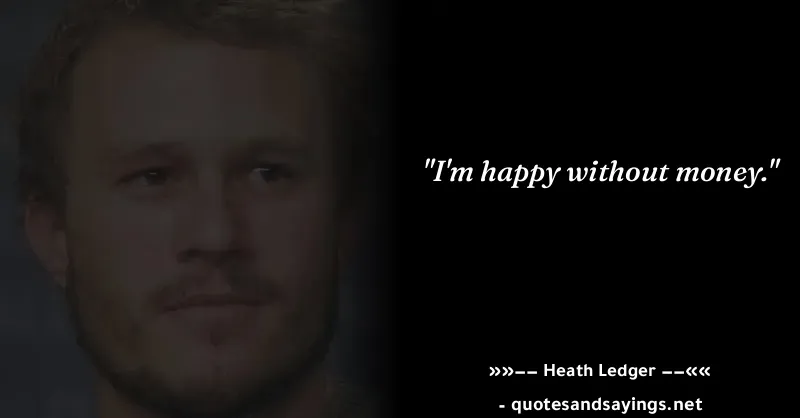 "I'm happy without money."
»»–– Heath Ledger ––««
- quotesandsayings.net